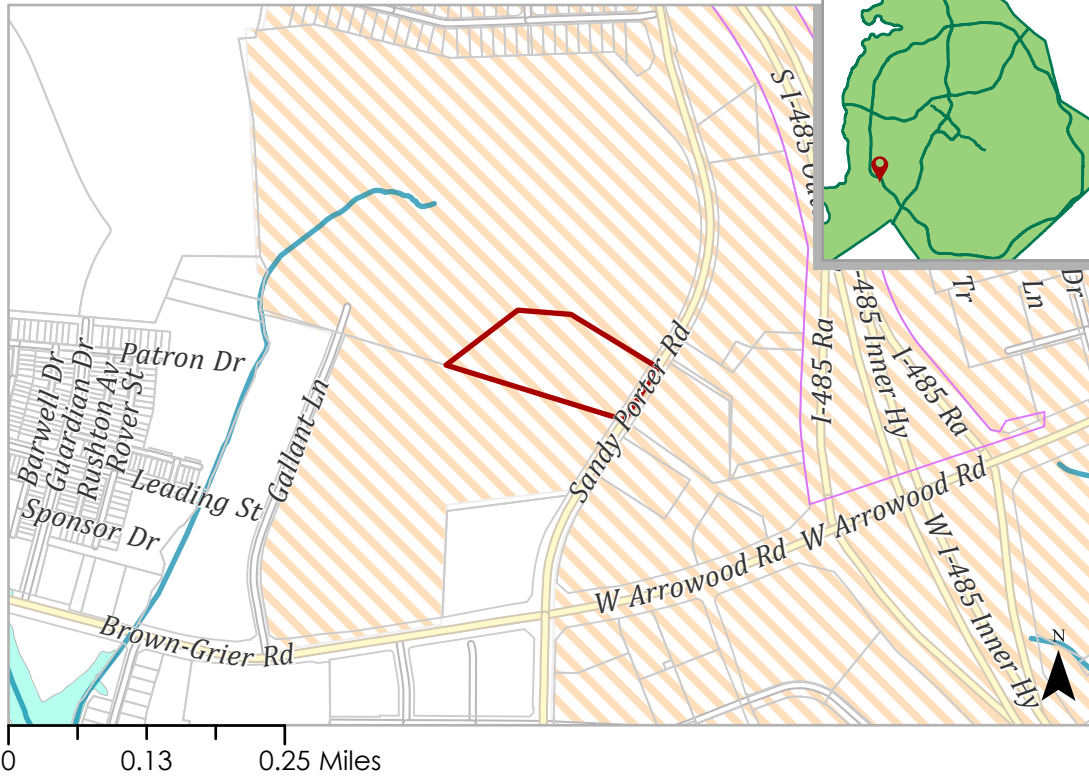 S I-485 Ou
Tr
Ln
Dr
-485 Inner Hy
I-485 Ra
I-485 Ra
Patron Dr
Barwell Dr
Guardian Dr
Rushton Av
Rover St
Gallant Ln
Sandy Porter Rd
Leading St
Sponsor Dr
W Arrowood Rd
W Arrowood Rd
W I-485 Inner Hy
Brown-Grier Rd
N
0
0.13
0.25 Miles